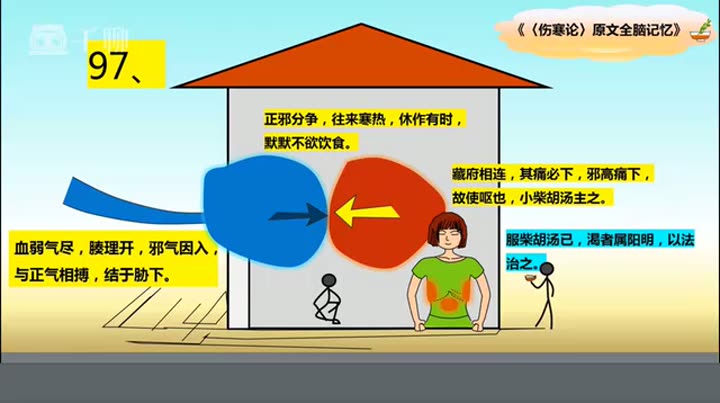 千聊
《〈伤寒论〉原文全脑记忆》
97、
正邪分争，往来寒热，休作有时，
默默不欲饮食。
藏府相连，其痛必下，邪高痛下，
故使呕也，小柴胡汤主之。
血弱气尽，腠理开，邪气因入，
与正气相搏，结于胁下。
服柴胡汤已，渴者属阳明，以法
治之。